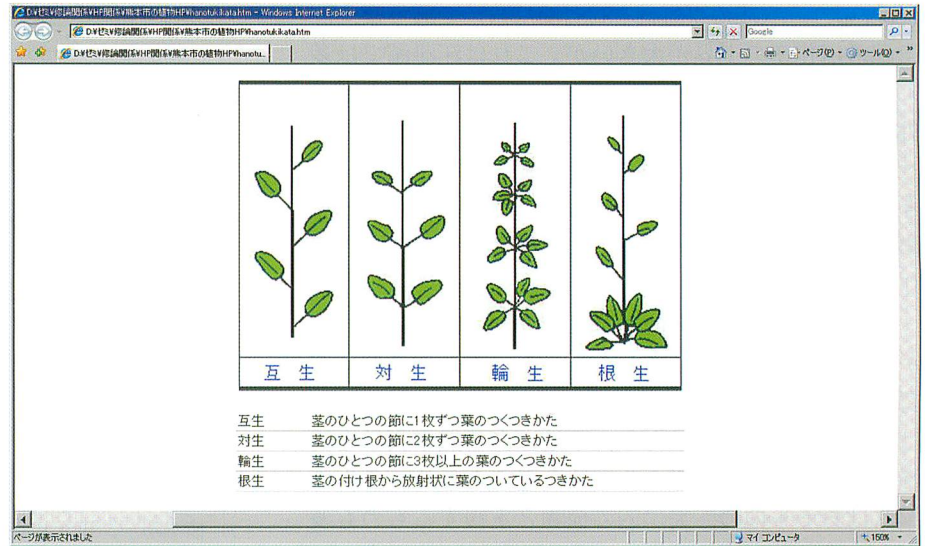 D:¥ゼミ¥修論関係¥HP関係¥熊本市の植物HP¥hanotukikata.htm - Windows Internet Explorer
D:¥ゼミ¥修論関係¥HP関係¥熊本市の植物HP¥hanotukikata.htm
Google
D:¥ゼミ¥修論関係¥HP関係¥熊本市の植物HP¥hanotu...
ページ(P)
ツール(O)
互 生
対 生
輪 生
根 生
互生 茎のひとつの節に1枚ずつ葉のつくつきかた
対生 茎のひとつの節に2枚ずつ葉のつくつきかた
輪生 茎のひとつの節に3枚以上の葉のつくつきかた
根生 茎の付け根から放射状に葉のついているつきかた
ページが表示されました
マイ コンピュータ
150%